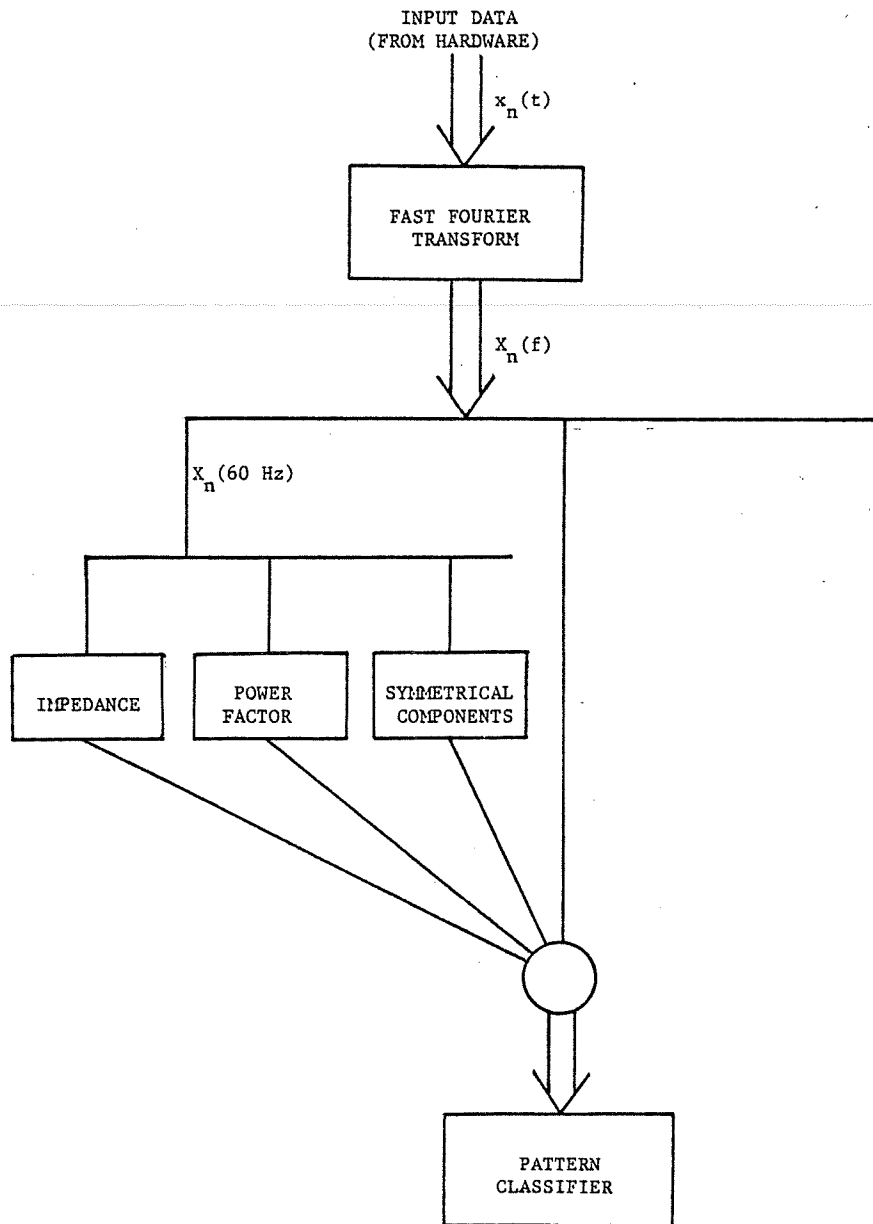 INPUT DATA
(FROM HARDWARE)
x_n(t)
FAST FOURIER
TRANSFORM
X_n(f)
X_n(60 Hz)
IMPEDANCE
POWER
FACTOR
SYMMETRICAL
COMPONENTS
PATTERN
CLASSIFIER